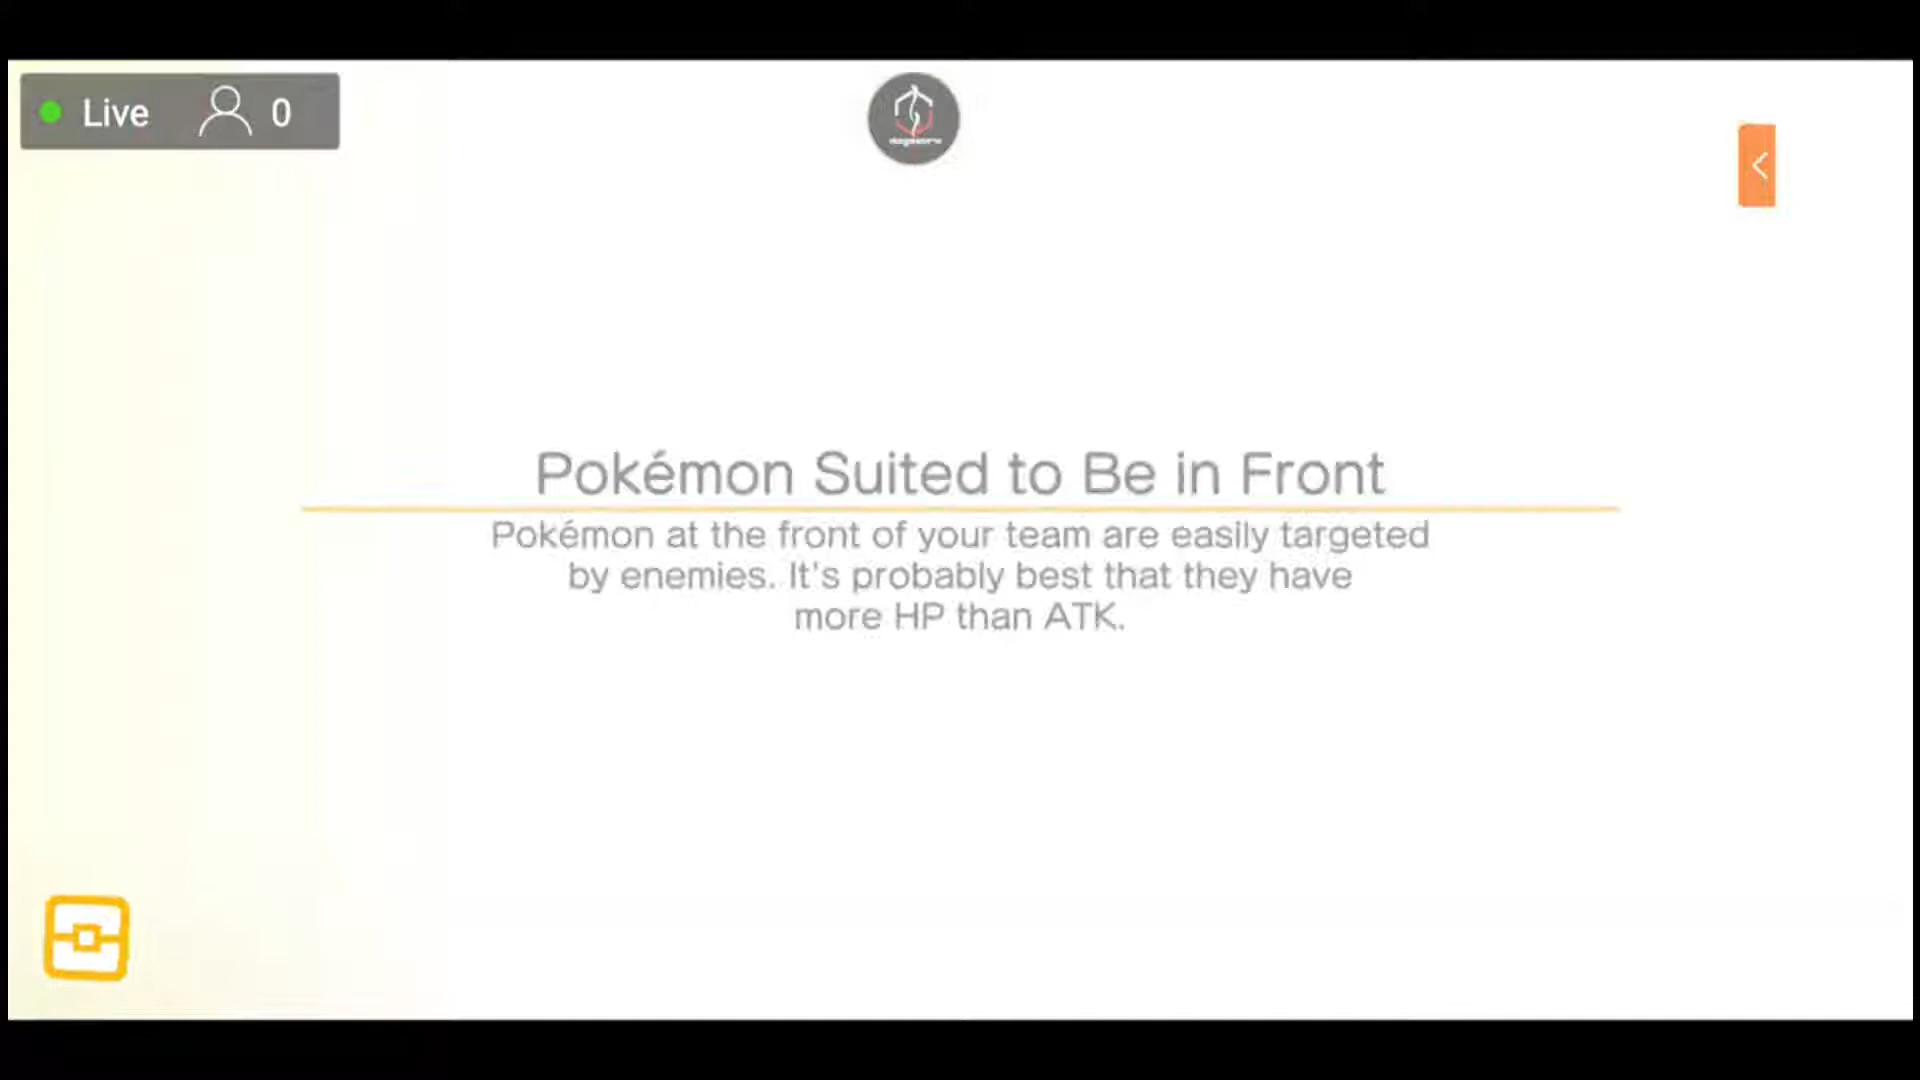 Live 0
Pokémon Suited to Be in Front
Pokémon at the front of your team are easily targeted
by enemies. It's probably best that they have
more HP than ATK.